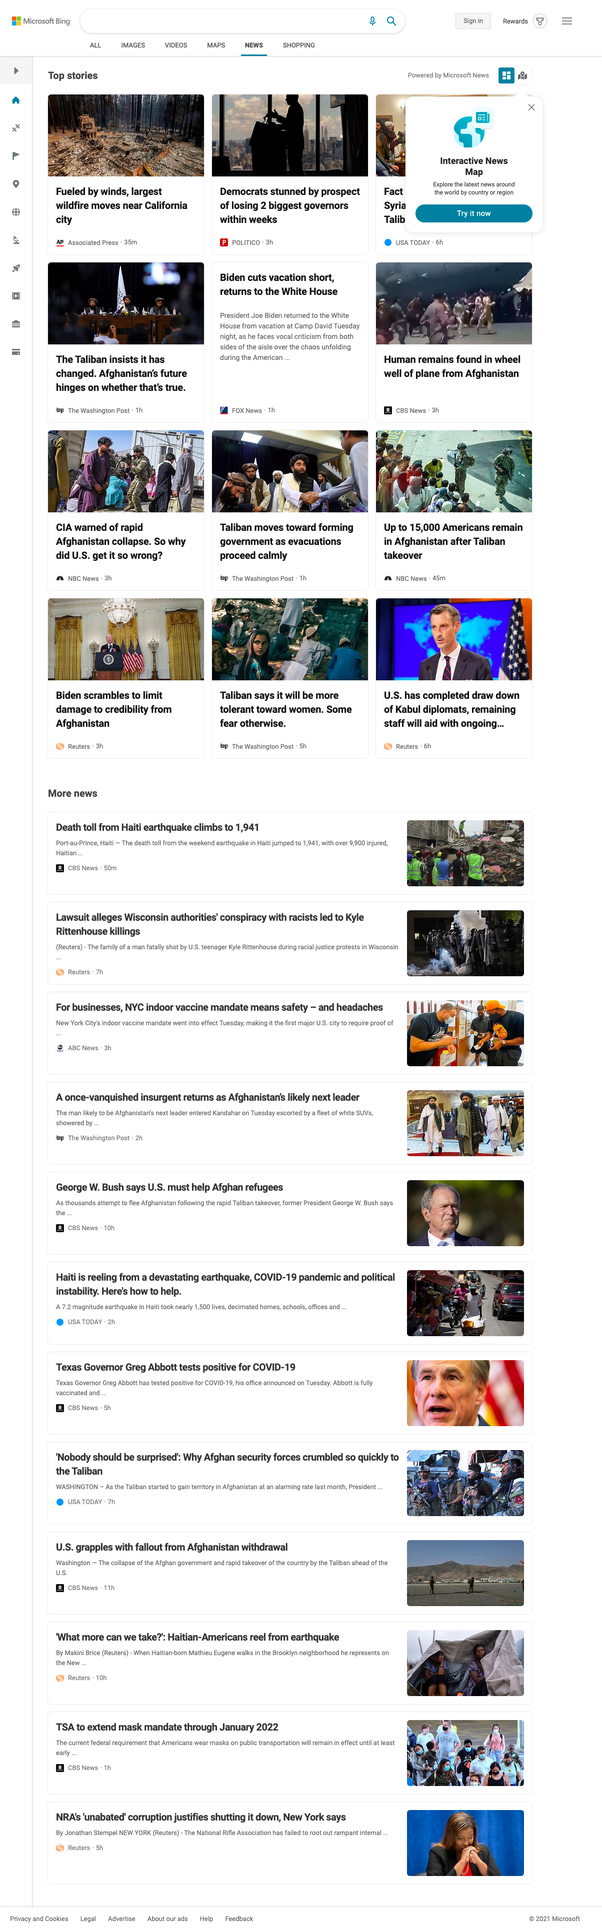 Microsoft Bing
Sign in
Rewards
ALL
IMAGES
VIDEOS
MAPS
NEWS
SHOPPING
Top stories
Powered by Microsoft News
Interactive News
Map
Explore the latest news around
the world by country or region
Try it now
Fueled by winds, largest
wildfire moves near California
city
AP Associated Press · 35m
Democrats stunned by prospect
of losing 2 biggest governors
within weeks
P POLITICO · 3h
Fact
Syria
Talib
USA TODAY · 6h
The Taliban insists it has
changed. Afghanistan's future
hinges on whether that's true.
wp The Washington Post · 1h
Biden cuts vacation short,
returns to the White House
President Joe Biden returned to the White
House from vacation at Camp David Tuesday
night, as he faces vocal criticism from both
sides of the aisle over the chaos unfolding
during the American ...
FOX News · 1h
Human remains found in wheel
well of plane from Afghanistan
CBS News · 3h
CIA warned of rapid
Afghanistan collapse. So why
did U.S. get it so wrong?
NBC News · 3h
Taliban moves toward forming
government as evacuations
proceed calmly
wp The Washington Post · 1h
Up to 15,000 Americans remain
in Afghanistan after Taliban
takeover
NBC News · 45m
Biden scrambles to limit
damage to credibility from
Afghanistan
Reuters · 3h
Taliban says it will be more
tolerant toward women. Some
fear otherwise.
wp The Washington Post · 5h
U.S. has completed draw down
of Kabul diplomats, remaining
staff will aid with ongoing...
Reuters · 6h
More news
Death toll from Haiti earthquake climbs to 1,941
Port-au-Prince, Haiti — The death toll from the weekend earthquake in Haiti jumped to 1,941, with over 9,900 injured,
Haitian ...
CBS News · 50m
Lawsuit alleges Wisconsin authorities' conspiracy with racists led to Kyle
Rittenhouse killings
(Reuters) - The family of a man fatally shot by U.S. teenager Kyle Rittenhouse during racial justice protests in Wisconsin
...
Reuters · 7h
For businesses, NYC indoor vaccine mandate means safety – and headaches
New York City's indoor vaccine mandate went into effect Tuesday, making it the first major U.S. city to require proof of
...
ABC News · 3h
A once-vanquished insurgent returns as Afghanistan's likely next leader
The man likely to be Afghanistan's next leader entered Kandahar on Tuesday escorted by a fleet of white SUVs,
showered by ...
wp The Washington Post · 2h
George W. Bush says U.S. must help Afghan refugees
As thousands attempt to flee Afghanistan following the rapid Taliban takeover, former President George W. Bush says
the ...
CBS News · 10h
Haiti is reeling from a devastating earthquake, COVID-19 pandemic and political
instability. Here's how to help.
A 7.2 magnitude earthquake in Haiti took nearly 1,500 lives, decimated homes, schools, offices and ...
USA TODAY · 2h
Texas Governor Greg Abbott tests positive for COVID-19
Texas Governor Greg Abbott has tested positive for COVID-19, his office announced on Tuesday. Abbott is fully
vaccinated and ...
CBS News · 5h
'Nobody should be surprised': Why Afghan security forces crumbled so quickly to
the Taliban
WASHINGTON – As the Taliban started to gain territory in Afghanistan at an alarming rate last month, President ...
USA TODAY · 7h
U.S. grapples with fallout from Afghanistan withdrawal
Washington — The collapse of the Afghan government and rapid takeover of the country by the Taliban ahead of the
U.S.
CBS News · 11h
'What more can we take?': Haitian-Americans reel from earthquake
By Makini Brice (Reuters) - When Haitian-born Mathieu Eugene walks in the Brooklyn neighborhood he represents on
the New ...
Reuters · 10h
TSA to extend mask mandate through January 2022
The current federal requirement that Americans wear masks on public transportation will remain in effect until at least
early ...
CBS News · 1h
NRA's 'unabated' corruption justifies shutting it down, New York says
By Jonathan Stempel NEW YORK (Reuters) - The National Rifle Association has failed to root out rampant internal ...
Reuters · 5h
Privacy and Cookies
Legal
Advertise
About our ads
Help
Feedback
© 2021 Microsoft